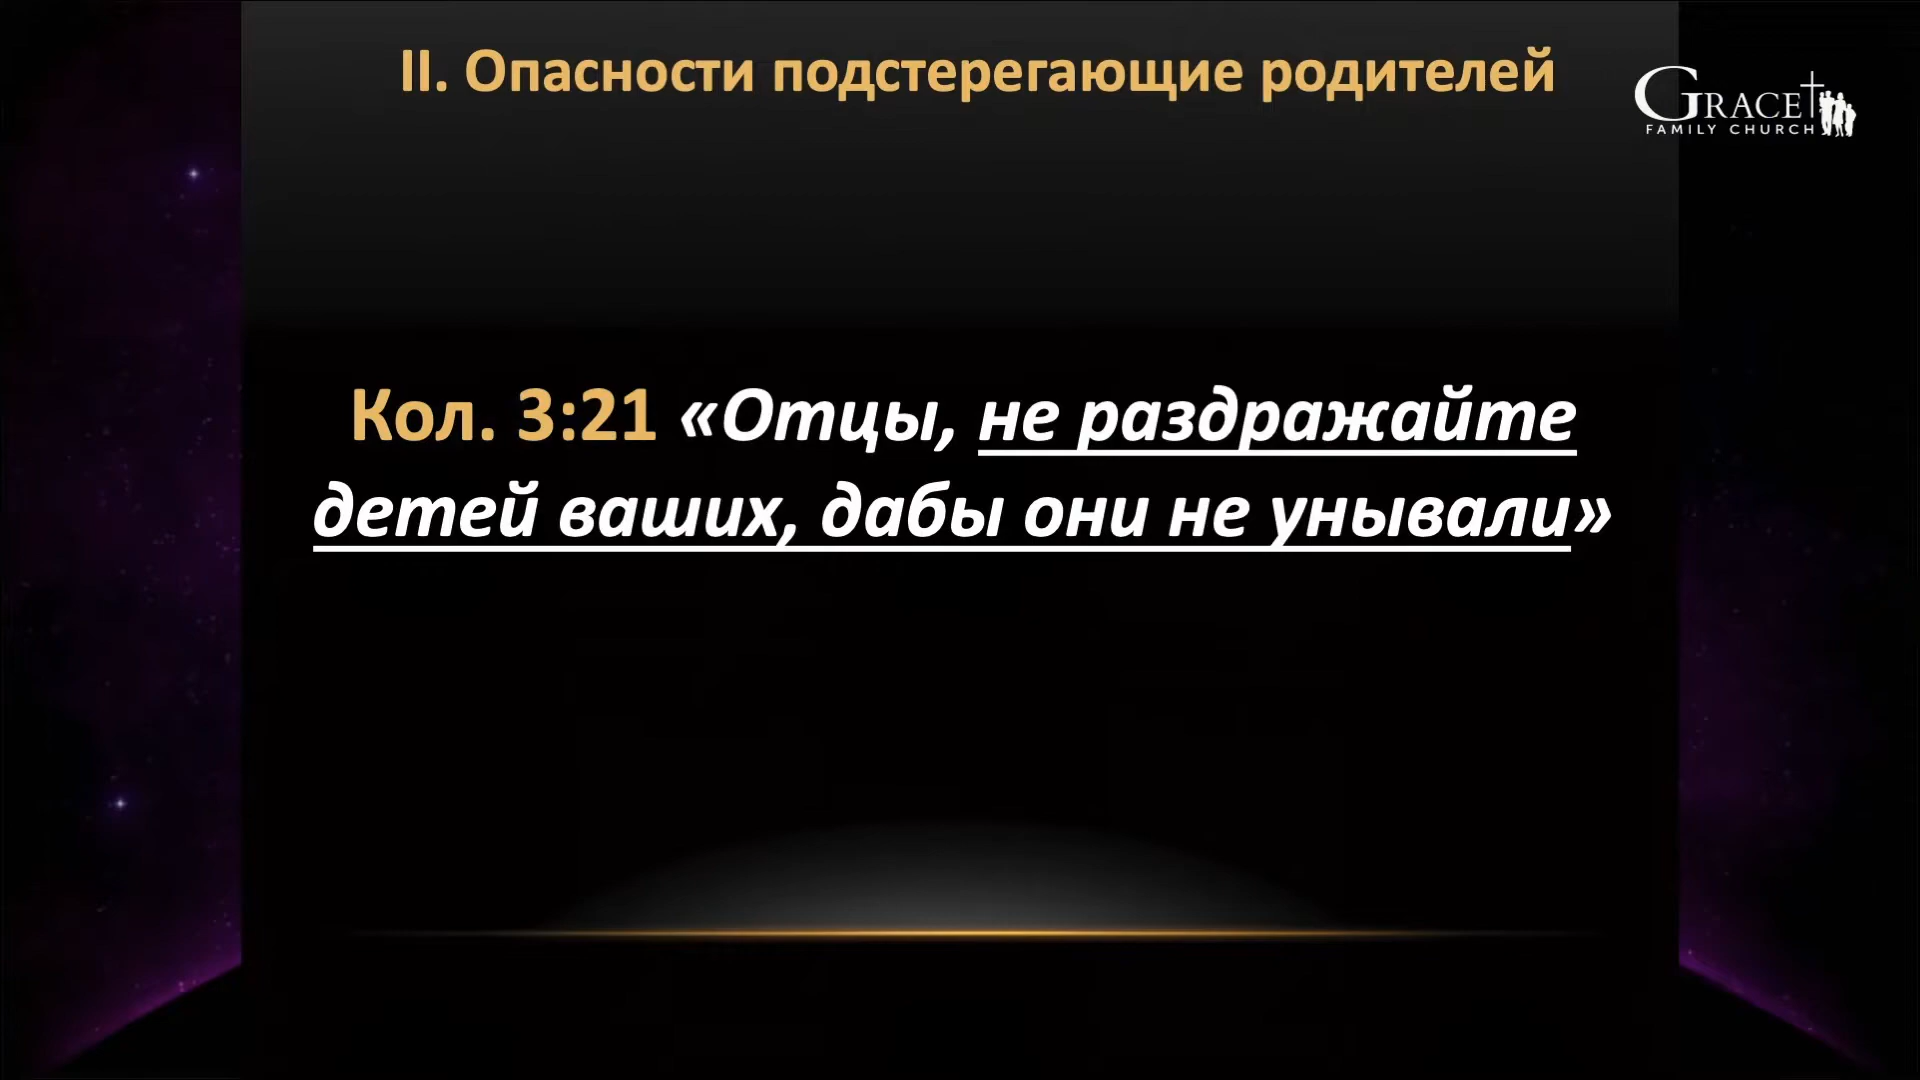 II. Опасности подстерегающие родителей
GRACE
FAMILY CHURCH
Кол. 3:21 «Отцы, не раздражайте
детей ваших, дабы они не унывали»